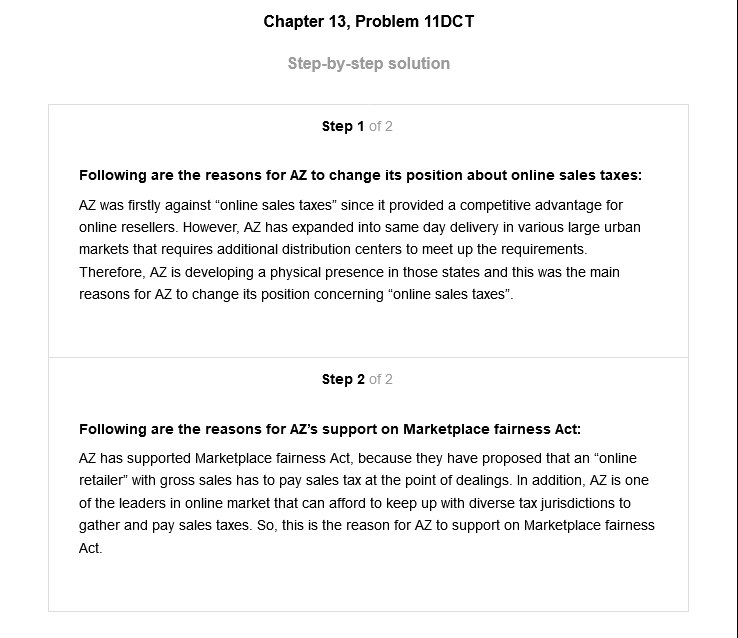 Chapter 13, Problem 11DCT
Step-by-step solution
Step 1 of 2
Following are the reasons for AZ to change its position about online sales taxes:
AZ was firstly against “online sales taxes” since it provided a competitive advantage for
online resellers. However, AZ has expanded into same day delivery in various large urban
markets that requires additional distribution centers to meet up the requirements.
Therefore, AZ is developing a physical presence in those states and this was the main
reasons for AZ to change its position concerning “online sales taxes”.
Step 2 of 2
Following are the reasons for AZ’s support on Marketplace fairness Act:
AZ has supported Marketplace fairness Act, because they have proposed that an “online
retailer” with gross sales has to pay sales tax at the point of dealings. In addition, AZ is one
of the leaders in online market that can afford to keep up with diverse tax jurisdictions to
gather and pay sales taxes. So, this is the reason for AZ to support on Marketplace fairness
Act.